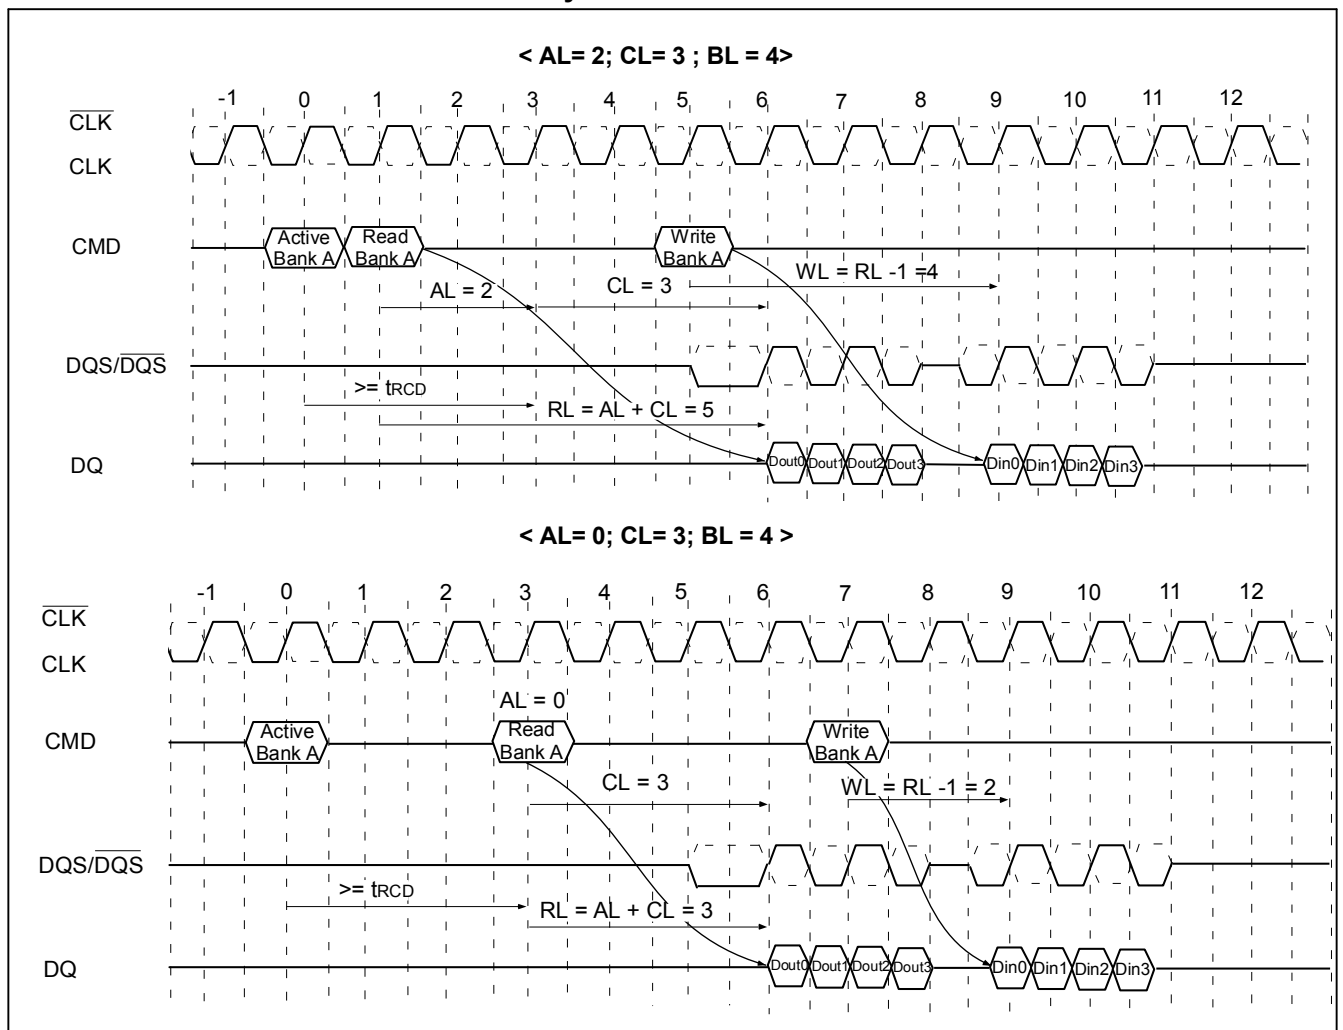 < AL= 2; CL= 3 ; BL = 4>
-1 0 1 2 3 4 5 6 7 8 9 10 11 12
CLK
CLK
CMD
Active
Bank A
Read
Bank A
Write
Bank A
WL = RL -1 =4
AL = 2
CL = 3
DQS/DQS
>= tRCD
RL = AL + CL = 5
DQ
Dout0 Dout1 Dout2 Dout3 Din0 Din1 Din2 Din3
< AL= 0; CL= 3; BL = 4 >
-1 0 1 2 3 4 5 6 7 8 9 10 11 12
CLK
CLK
AL = 0
CMD
Active
Bank A
Read
Bank A
Write
Bank A
CL = 3
WL = RL -1 = 2
DQS/DQS
>= tRCD
RL = AL + CL = 3
DQ
Dout0 Dout1 Dout2 Dout3 Din0 Din1 Din2 Din3